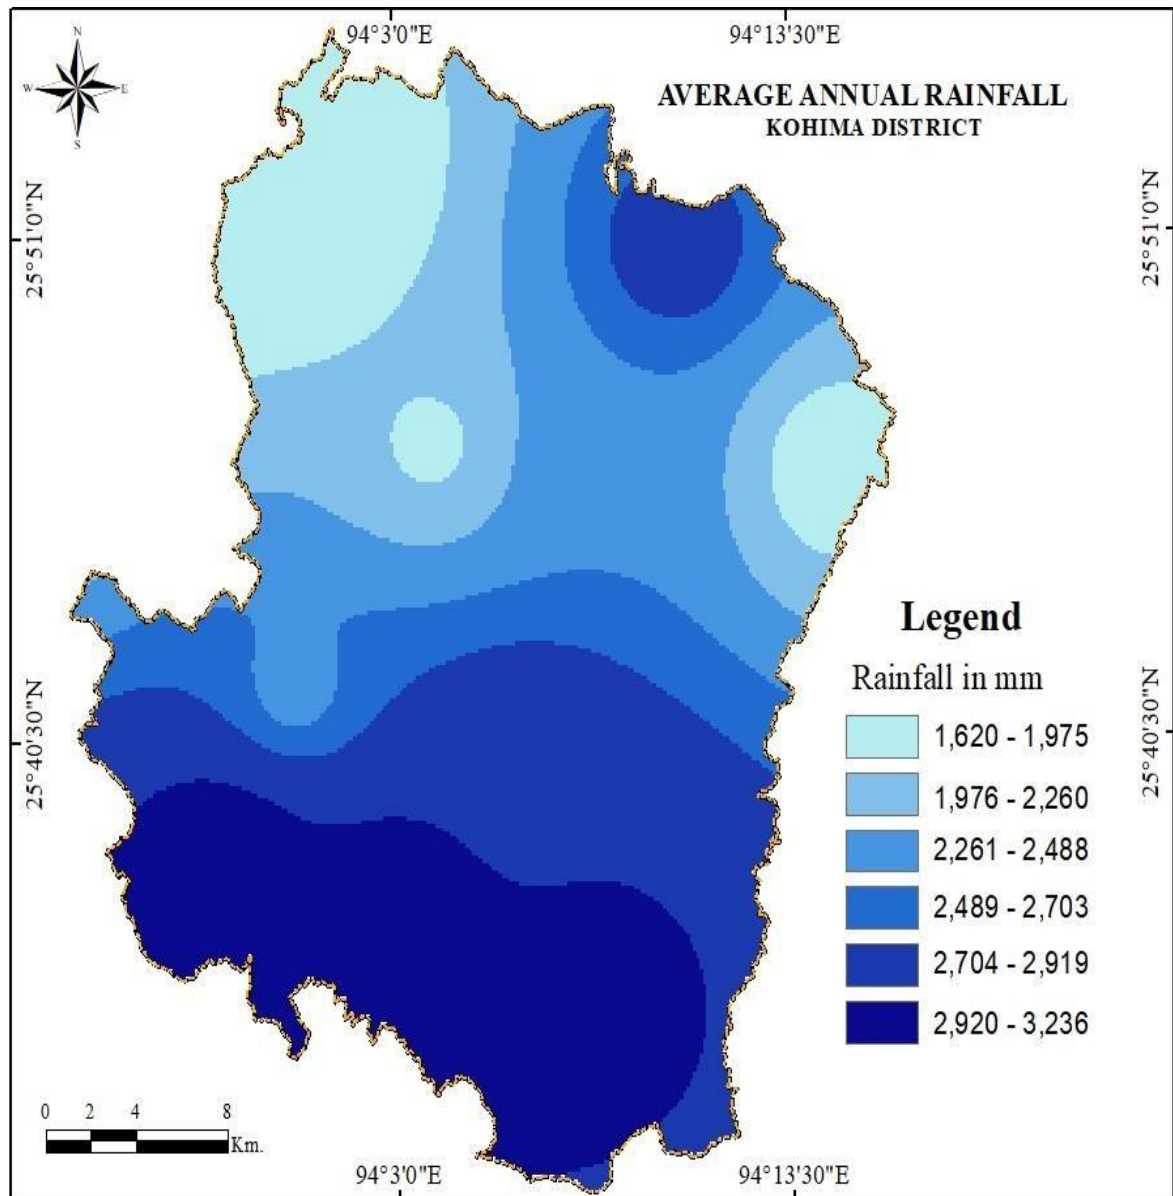 94°3'0"E
94°13'30"E
N
W
E
S
AVERAGE ANNUAL RAINFALL
KOHIMA DISTRICT
25°51'0"N
25°51'0"N
Legend
Rainfall in mm
1,620 - 1,975
1,976 - 2,260
2,261 - 2,488
2,489 - 2,703
2,704 - 2,919
2,920 - 3,236
25°40'30"N
25°40'30"N
0 2 4 8
Km.
94°3'0"E
94°13'30"E